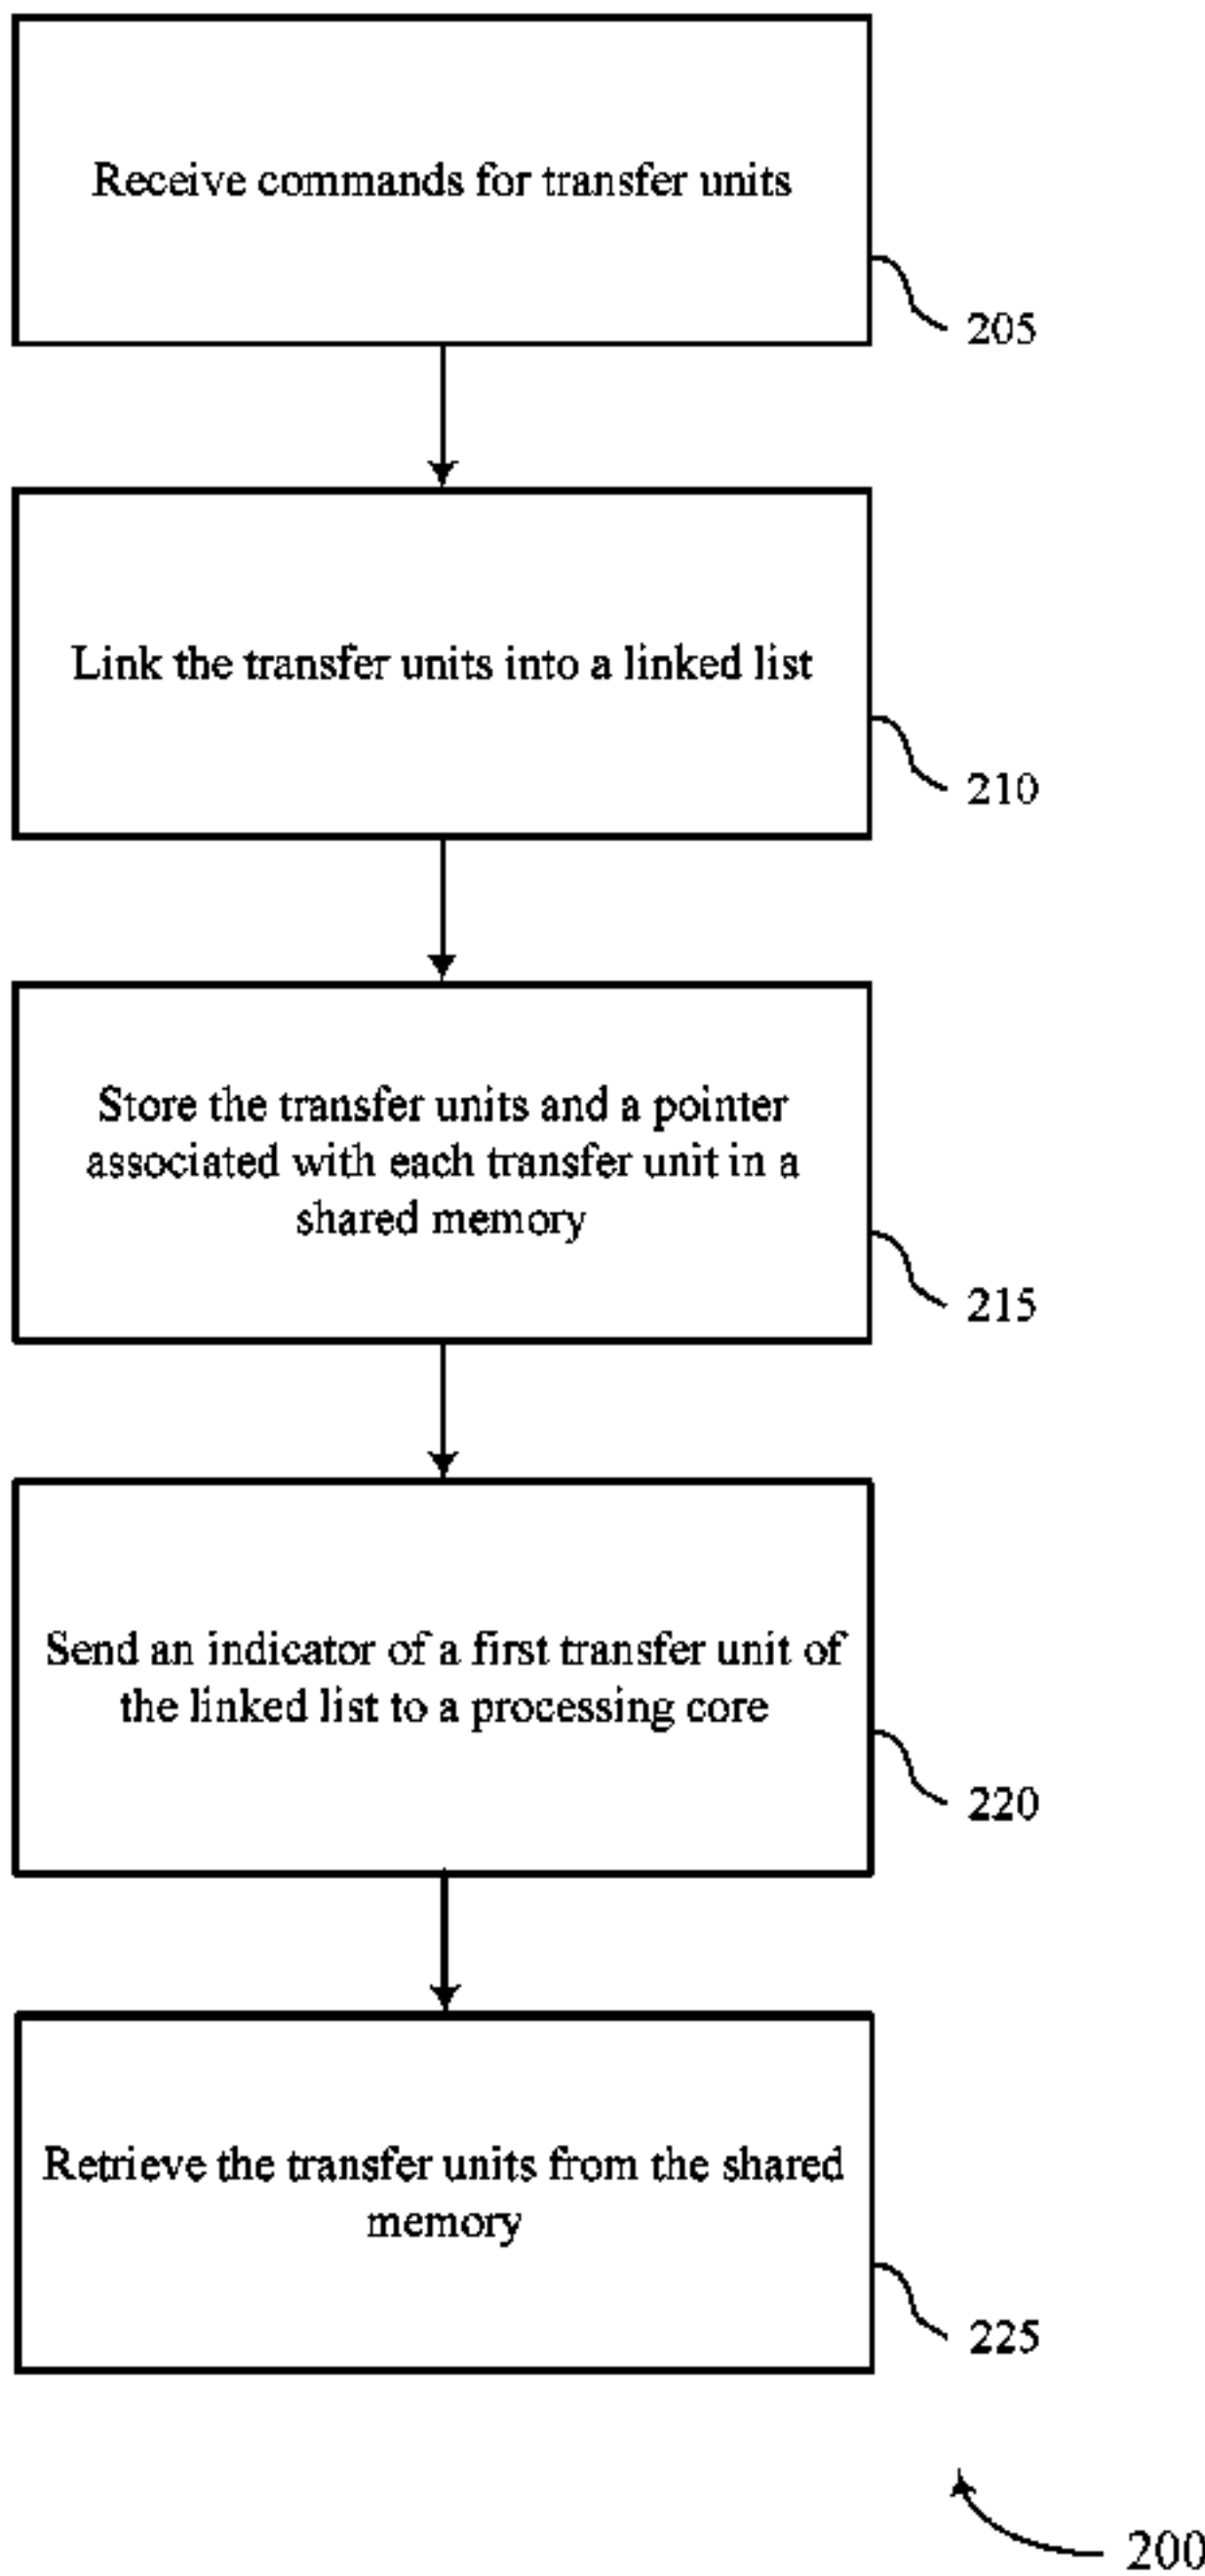 Receive commands for transfer units
205
Link the transfer units into a linked list
210
Store the transfer units and a pointer
associated with each transfer unit in a
shared memory
215
Send an indicator of a first transfer unit of
the linked list to a processing core
220
Retrieve the transfer units from the shared
memory
225
200